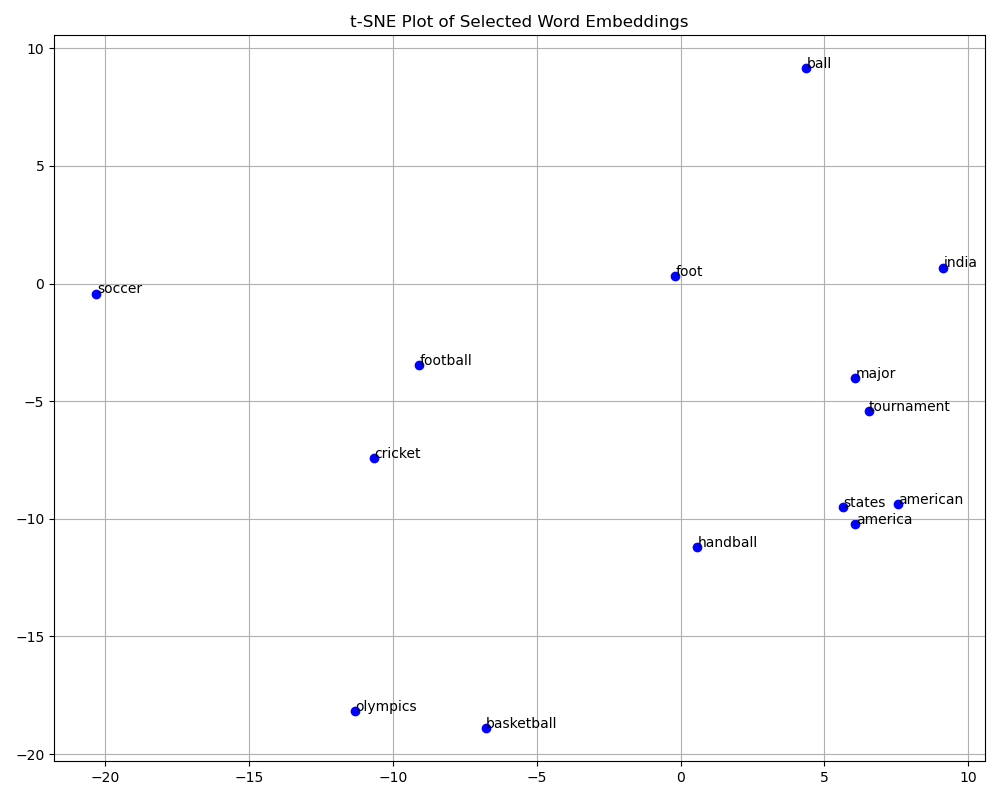 t-SNE Plot of Selected Word Embeddings
10
ball
5
india
foot
0
soccer
football
major
−5
tournament
cricket
american
states
−10
america
handball
−15
olympics
basketball
−20
−20 −15 −10 −5 0 5 10